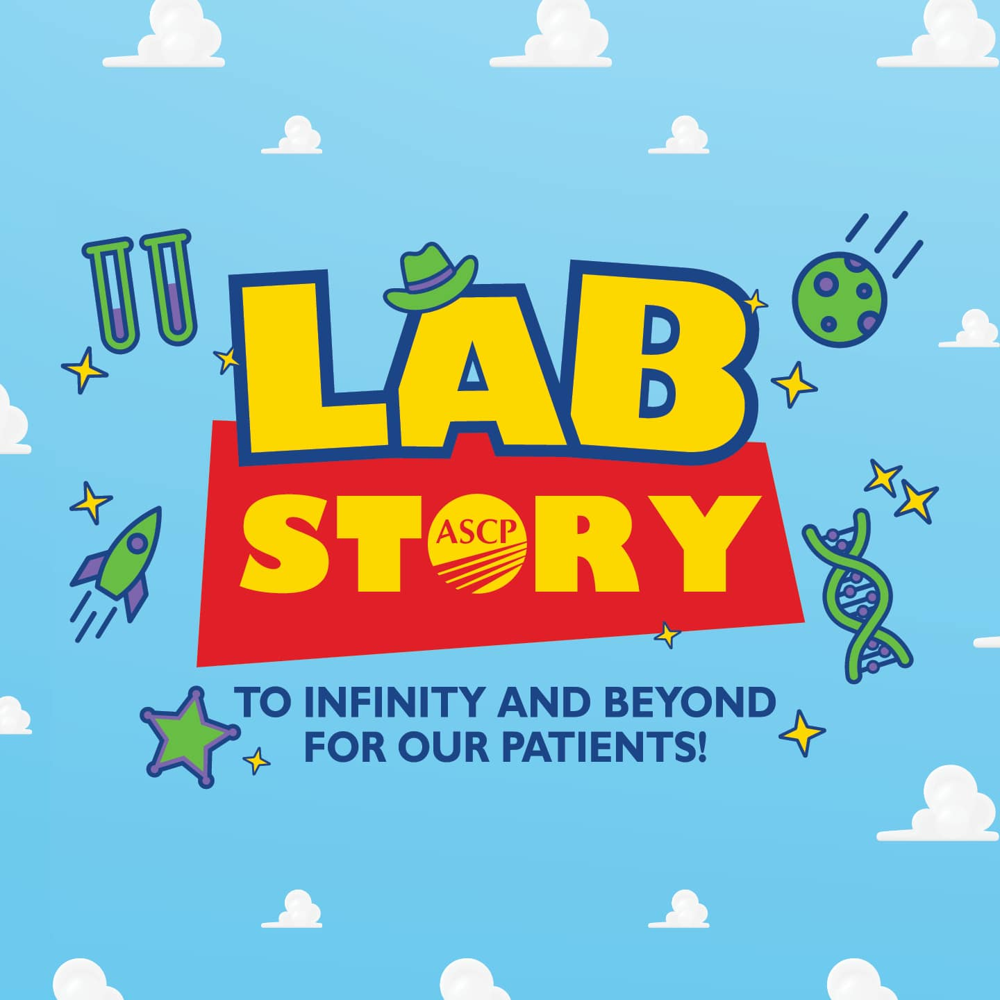 LAB
STORY
ASCP
TO INFINITY AND BEYOND
FOR OUR PATIENTS!